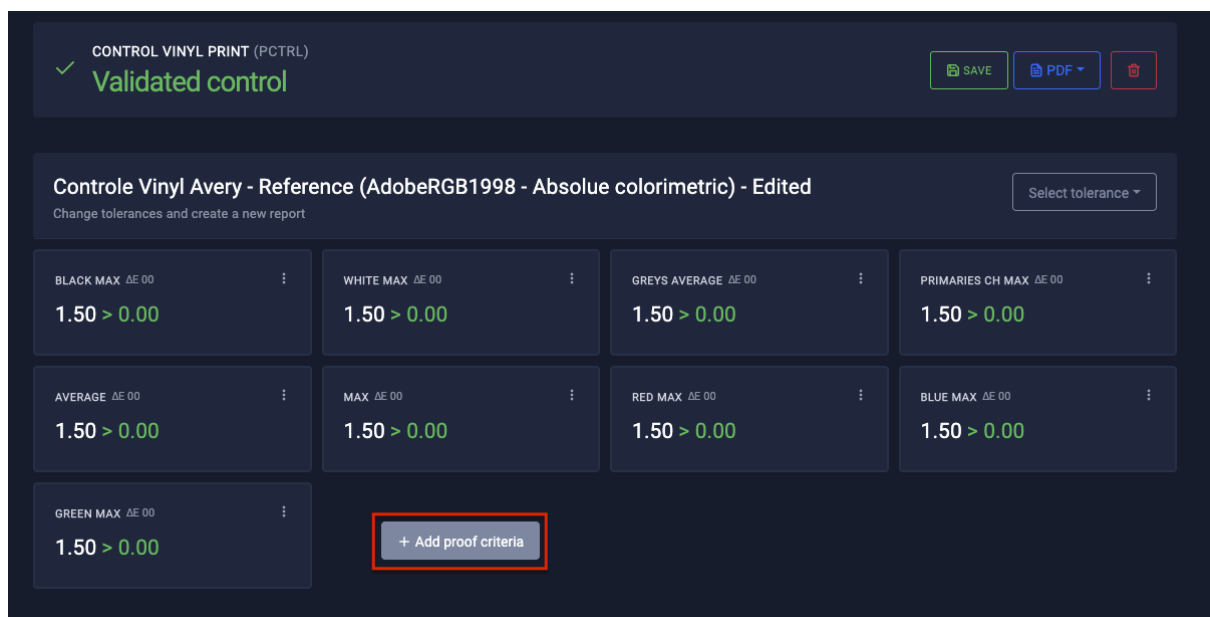 CONTROL VINYL PRINT (PCTRL)
Validated control
SAVE
PDF
Controle Vinyl Avery - Reference (AdobeRGB1998 - Absolue colorimetric) - Edited
Change tolerances and create a new report
Select tolerance
BLACK MAX ΔE 00
1.50 > 0.00
WHITE MAX ΔE 00
1.50 > 0.00
GREYS AVERAGE ΔE 00
1.50 > 0.00
PRIMARIES CH MAX ΔE 00
1.50 > 0.00
AVERAGE ΔE 00
1.50 > 0.00
MAX ΔE 00
1.50 > 0.00
RED MAX ΔE 00
1.50 > 0.00
BLUE MAX ΔE 00
1.50 > 0.00
GREEN MAX ΔE 00
1.50 > 0.00
+ Add proof criteria